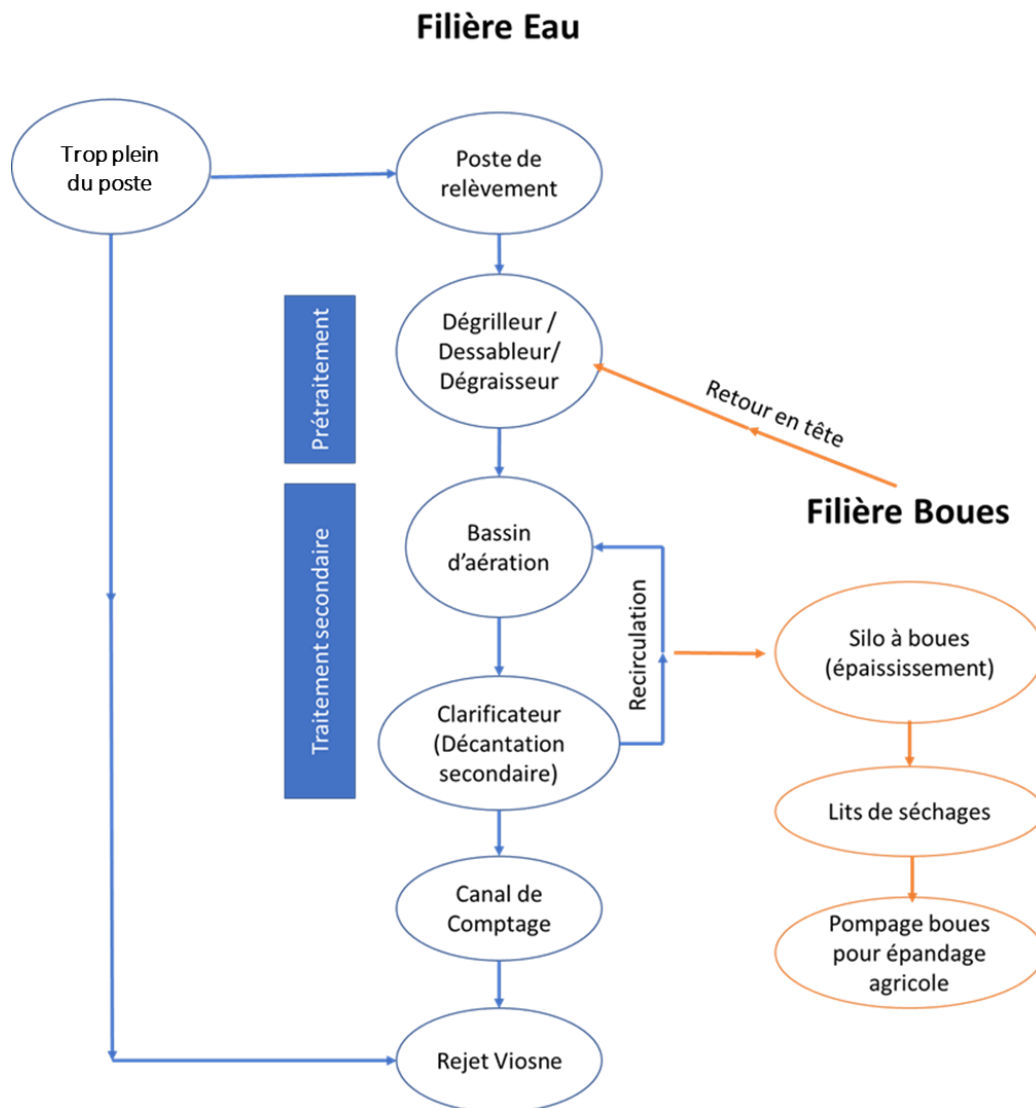 Filière Eau
Trop plein
du poste
Poste de
relèvement
Prétraitement
Dégrilleur /
Dessableur/
Dégraisseur
Retour en tête
Filière Boues
Traitement secondaire
Bassin
d'aération
Recirculation
Silo à boues
(épaississement)
Clarificateur
(Décantation
secondaire)
Lits de séchages
Canal de
Comptage
Pompage boues
pour épandage
agricole
Rejet Viosne